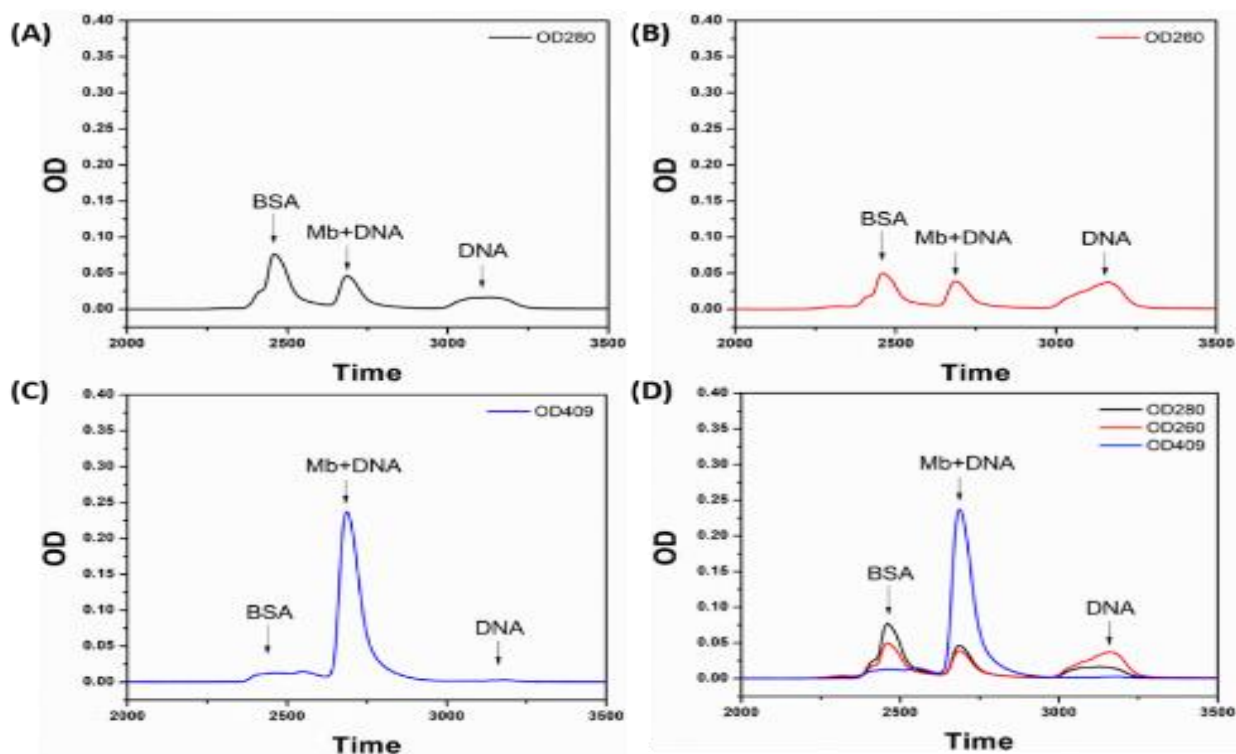 (A)
OD280
0.40
0.35
0.30
0.25
0.20
0.15
0.10
0.05
0.00
OD
BSA
Mb+DNA
DNA
2000 2500 3000 3500
Time
(B)
OD260
0.40
0.35
0.30
0.25
0.20
0.15
0.10
0.05
0.00
OD
BSA
Mb+DNA
DNA
2000 2500 3000 3500
Time
(C)
OD409
0.40
0.35
0.30
0.25
0.20
0.15
0.10
0.05
0.00
OD
Mb+DNA
BSA
DNA
2000 2500 3000 3500
Time
(D)
OD280
OD260
OD409
0.40
0.35
0.30
0.25
0.20
0.15
0.10
0.05
0.00
OD
Mb+DNA
BSA
DNA
2000 2500 3000 3500
Time